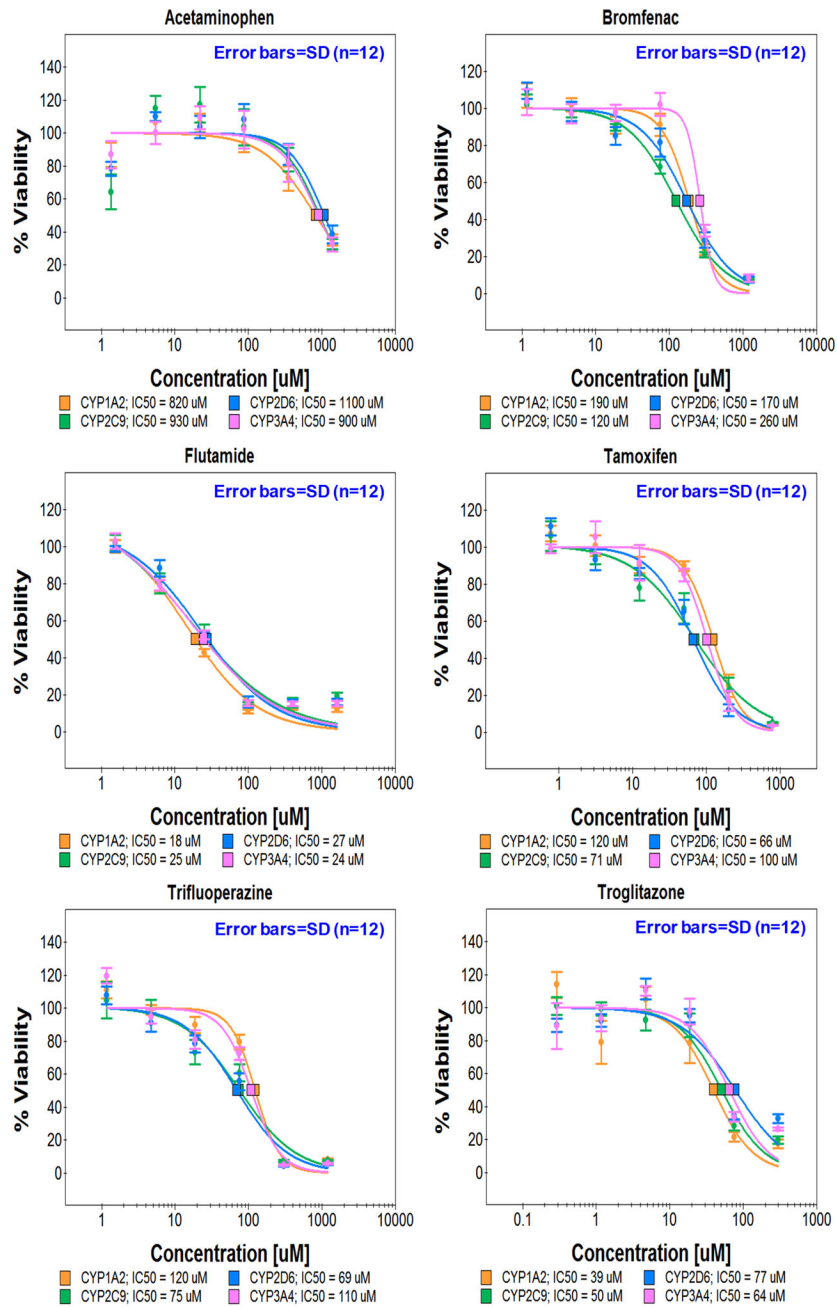 Acetaminophen
Error bars=SD (n=12)
% Viability
140
120
100
80
60
40
20
0
1 10 100 1000 10000
Concentration [uM]
CYP1A2; IC50 = 820 uM CYP2D6; IC50 = 1100 uM
CYP2C9; IC50 = 930 uM CYP3A4; IC50 = 900 uM
Bromfenac
Error bars=SD (n=12)
% Viability
120
100
80
60
40
20
0
1 10 100 1000 10000
Concentration [uM]
CYP1A2; IC50 = 190 uM CYP2D6; IC50 = 170 uM
CYP2C9; IC50 = 120 uM CYP3A4; IC50 = 260 uM
Flutamide
Error bars=SD (n=12)
% Viability
120
100
80
60
40
20
0
1 10 100 1000 10000
Concentration [uM]
CYP1A2; IC50 = 18 uM CYP2D6; IC50 = 27 uM
CYP2C9; IC50 = 25 uM CYP3A4; IC50 = 24 uM
Tamoxifen
Error bars=SD (n=12)
% Viability
120
100
80
60
40
20
0
1 10 100 1000
Concentration [uM]
CYP1A2; IC50 = 120 uM CYP2D6; IC50 = 66 uM
CYP2C9; IC50 = 71 uM CYP3A4; IC50 = 100 uM
Trifluoperazine
Error bars=SD (n=12)
% Viability
140
120
100
80
60
40
20
0
1 10 100 1000 10000
Concentration [uM]
CYP1A2; IC50 = 120 uM CYP2D6; IC50 = 69 uM
CYP2C9; IC50 = 75 uM CYP3A4; IC50 = 110 uM
Troglitazone
Error bars=SD (n=12)
% Viability
140
120
100
80
60
40
20
0
0.1 1 10 100 1000
Concentration [uM]
CYP1A2; IC50 = 39 uM CYP2D6; IC50 = 77 uM
CYP2C9; IC50 = 50 uM CYP3A4; IC50 = 64 uM